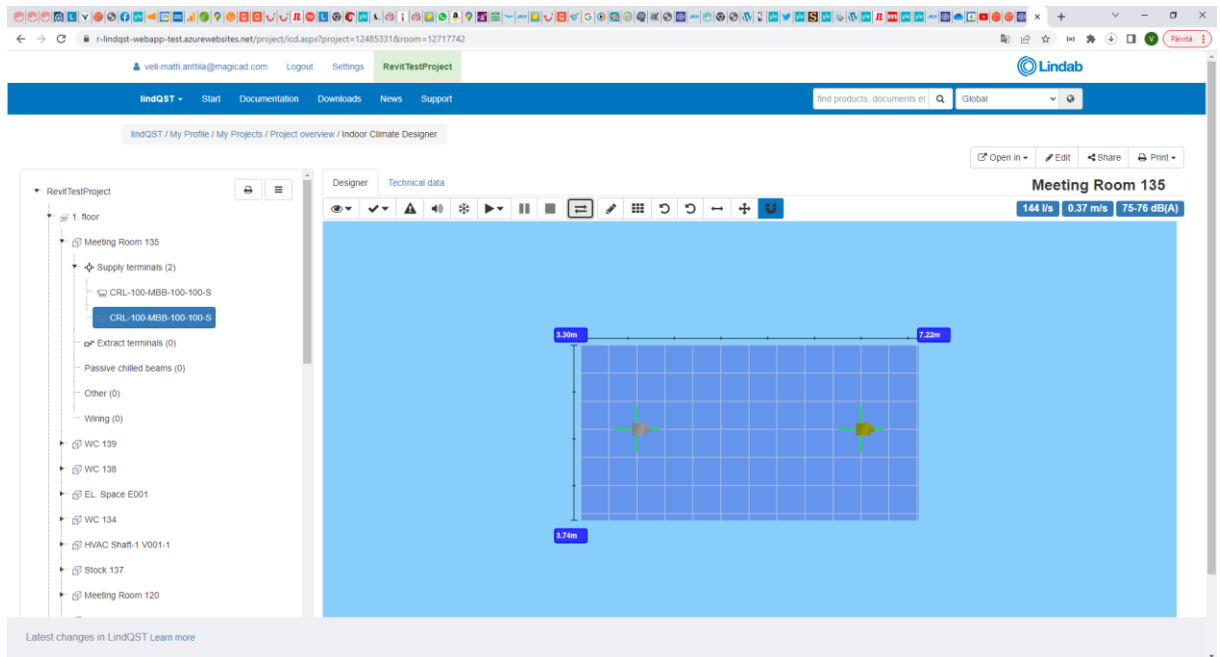 r-lindqst-webapp-test.azurewebsites.net/project/icd.aspx?project=12485331&room=12717742
Päivitä
veli-matti.anttila@magicad.com Logout Settings RevitTestProject
Lindab
lindQST Start Documentation Downloads News Support
find products, documents et Global
lindQST / My Profile / My Projects / Project overview / Indoor Climate Designer
Open in Edit Share Print
RevitTestProject
1. floor
Meeting Room 135
Supply terminals (2)
CRL-100-MBB-100-100-S
CRL-100-MBB-100-100-S
Extract terminals (0)
Passive chilled beams (0)
Other (0)
Wiring (0)
WC 139
WC 138
EL. Space E001
WC 134
HVAC Shaft-1 V001-1
Stock 137
Meeting Room 120
Designer Technical data
Meeting Room 135
144 l/s 0.37 m/s 75-76 dB(A)
3.30m 7.22m
3.74m
Latest changes in LindQST Learn more